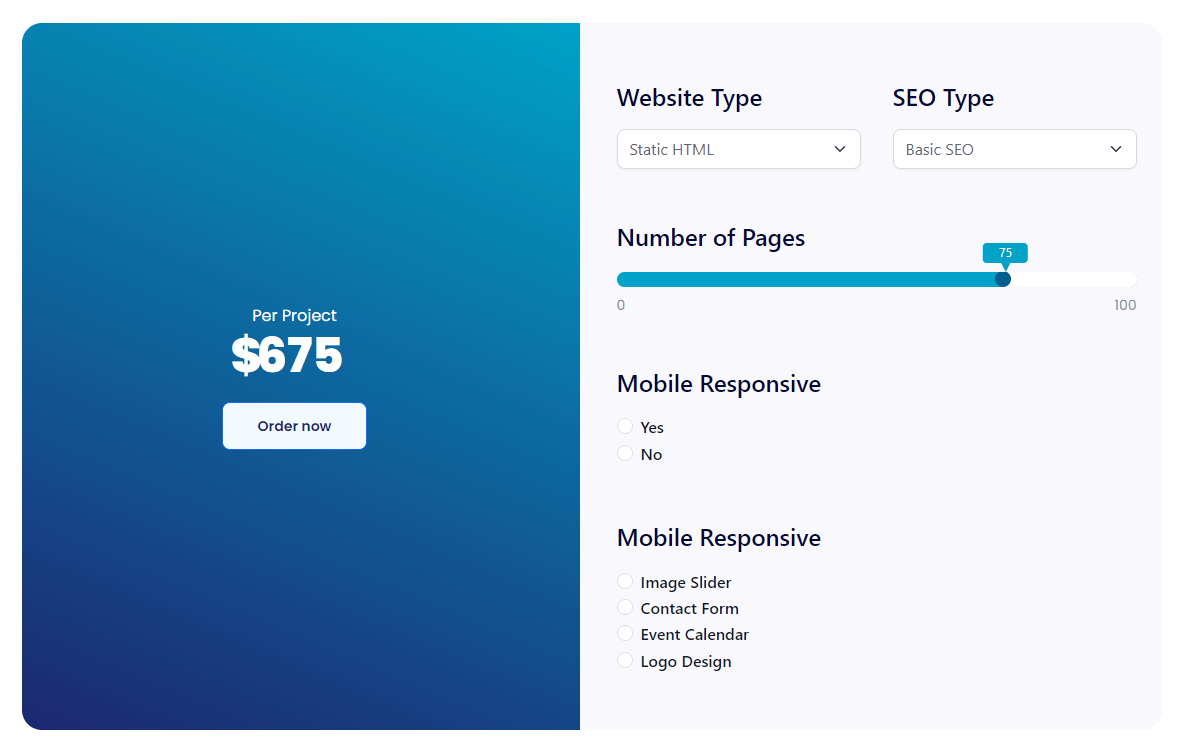 Per Project
$675
Order now
Website Type
SEO Type
Static HTML
Basic SEO
Number of Pages
75
0
100
Mobile Responsive
Yes
No
Mobile Responsive
Image Slider
Contact Form
Event Calendar
Logo Design